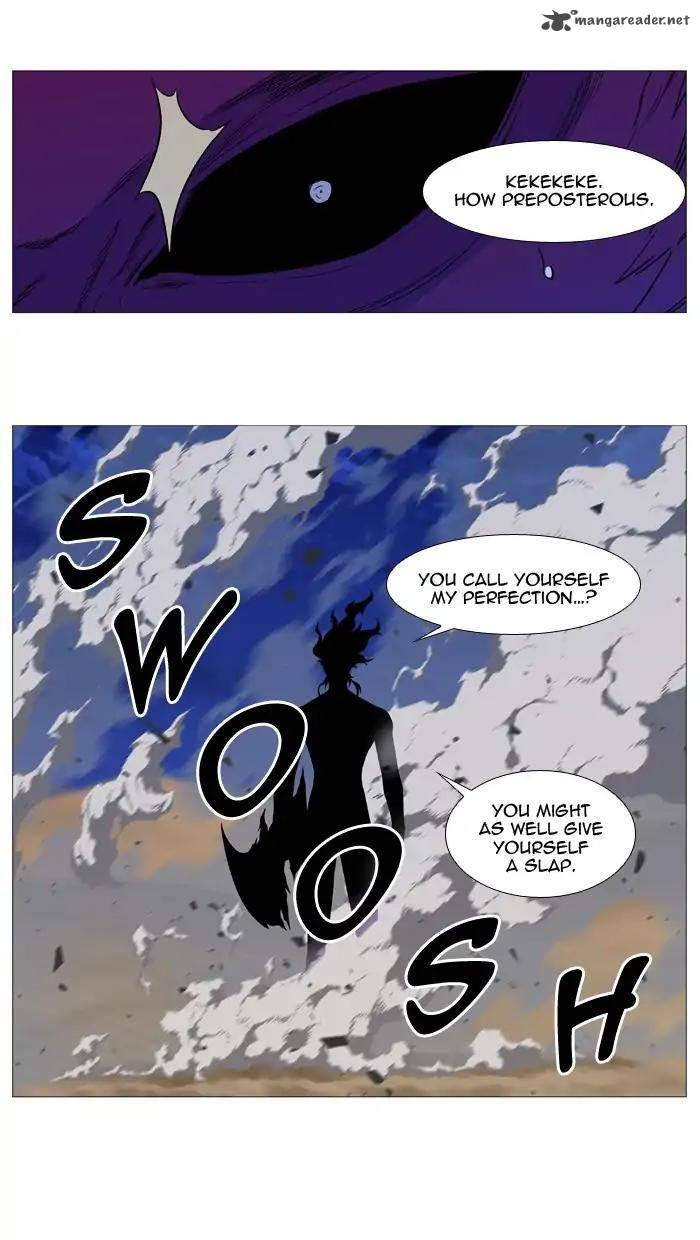 mangareader.net
KEKEKEKE.
HOW PREPOSTEROUS.
SWOOSH
YOU CALL YOURSELF
MY PERFECTION...?
YOU MIGHT
AS WELL GIVE
YOURSELF
A SLAP.